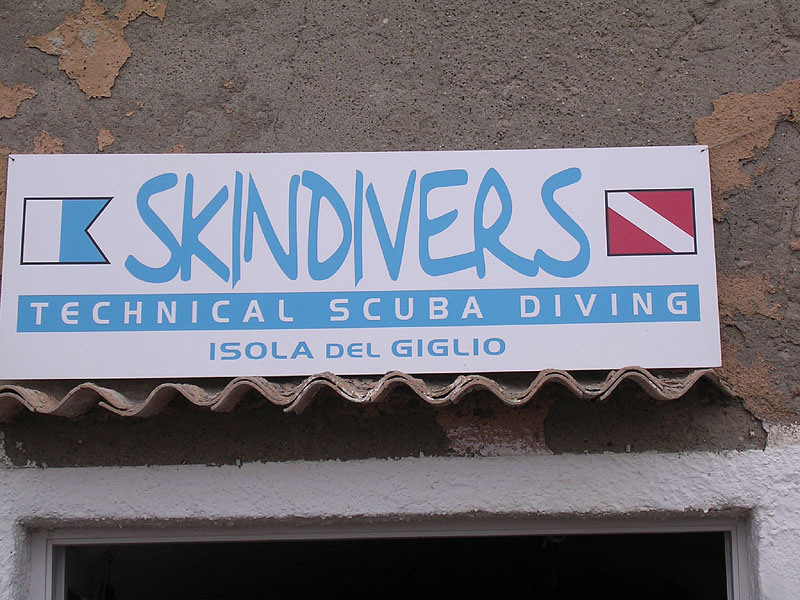 SKINDIVERS
TECHNICAL SCUBA DIVING
ISOLA DEL GIGLIO